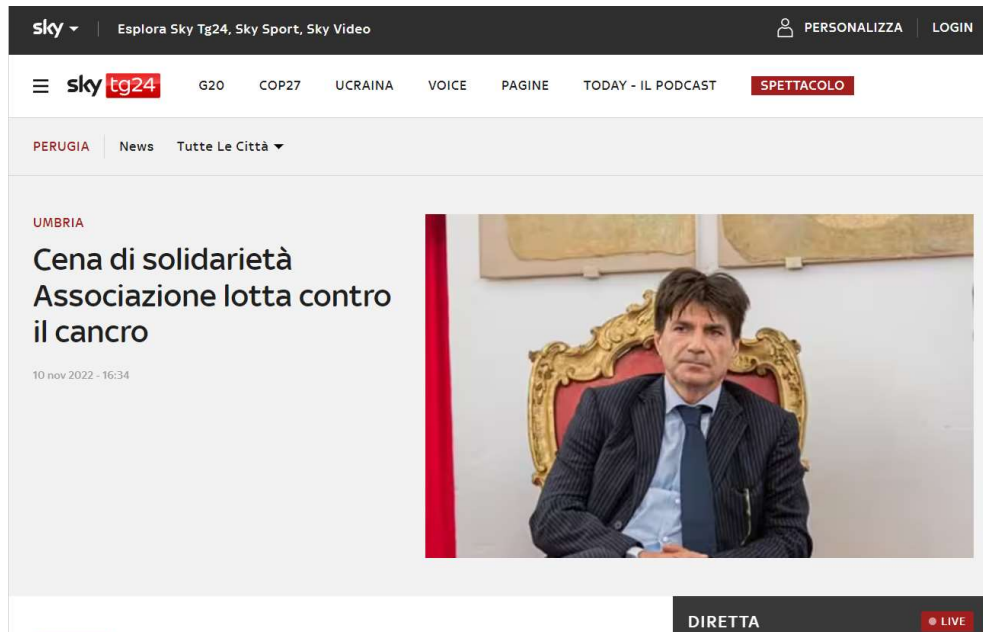 sky Esplora Sky Tg24, Sky Sport, Sky Video PERSONALIZZA LOGIN
sky tg24 G20 COP27 UCRAINA VOICE PAGINE TODAY - IL PODCAST SPETTACOLO
PERUGIA News Tutte Le Città
UMBRIA
Cena di solidarietà
Associazione lotta contro
il cancro
10 nov 2022 - 16:34
DIRETTA LIVE